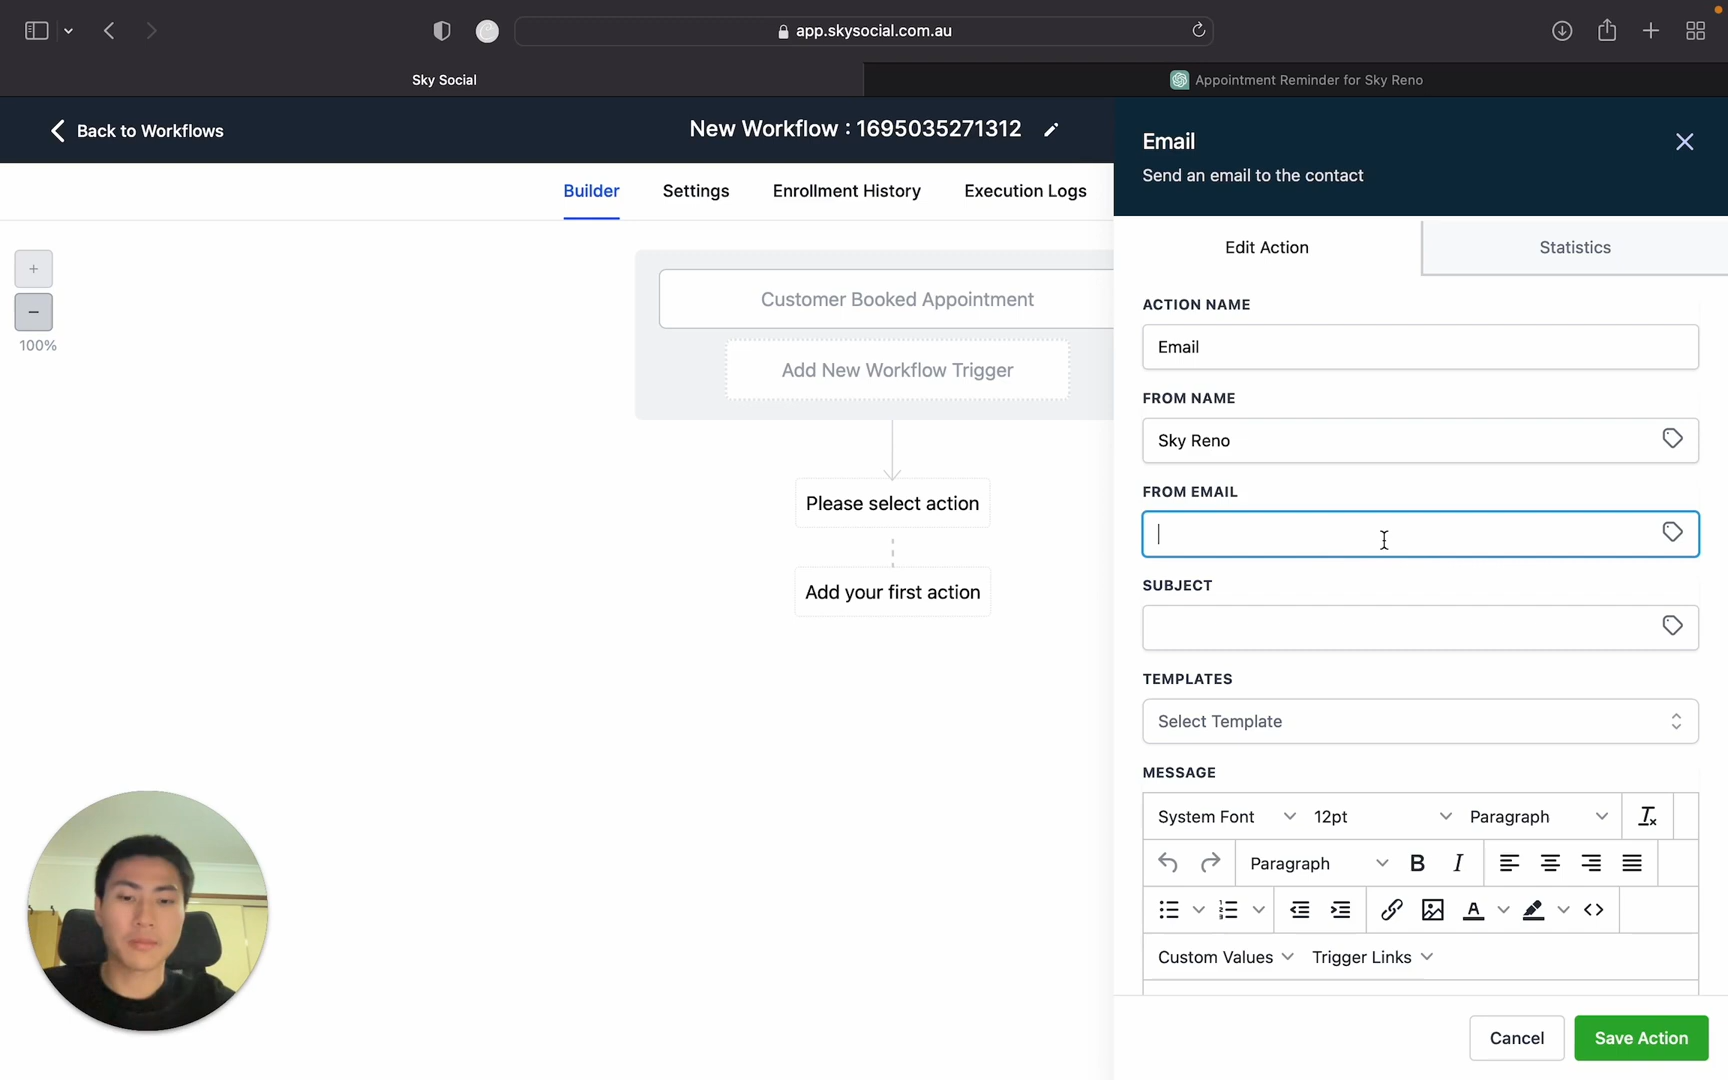 app.skysocial.com.au
Sky Social
Appointment Reminder for Sky Reno
Back to Workflows
New Workflow : 1695035271312
Builder
Settings
Enrollment History
Execution Logs
+
−
100%
Customer Booked Appointment
Add New Workflow Trigger
Please select action
Add your first action
Email
Send an email to the contact
Edit Action
Statistics
ACTION NAME
Email
FROM NAME
Sky Reno
FROM EMAIL
SUBJECT
TEMPLATES
Select Template
MESSAGE
System Font 12pt Paragraph
Paragraph B I
Custom Values Trigger Links
Cancel
Save Action